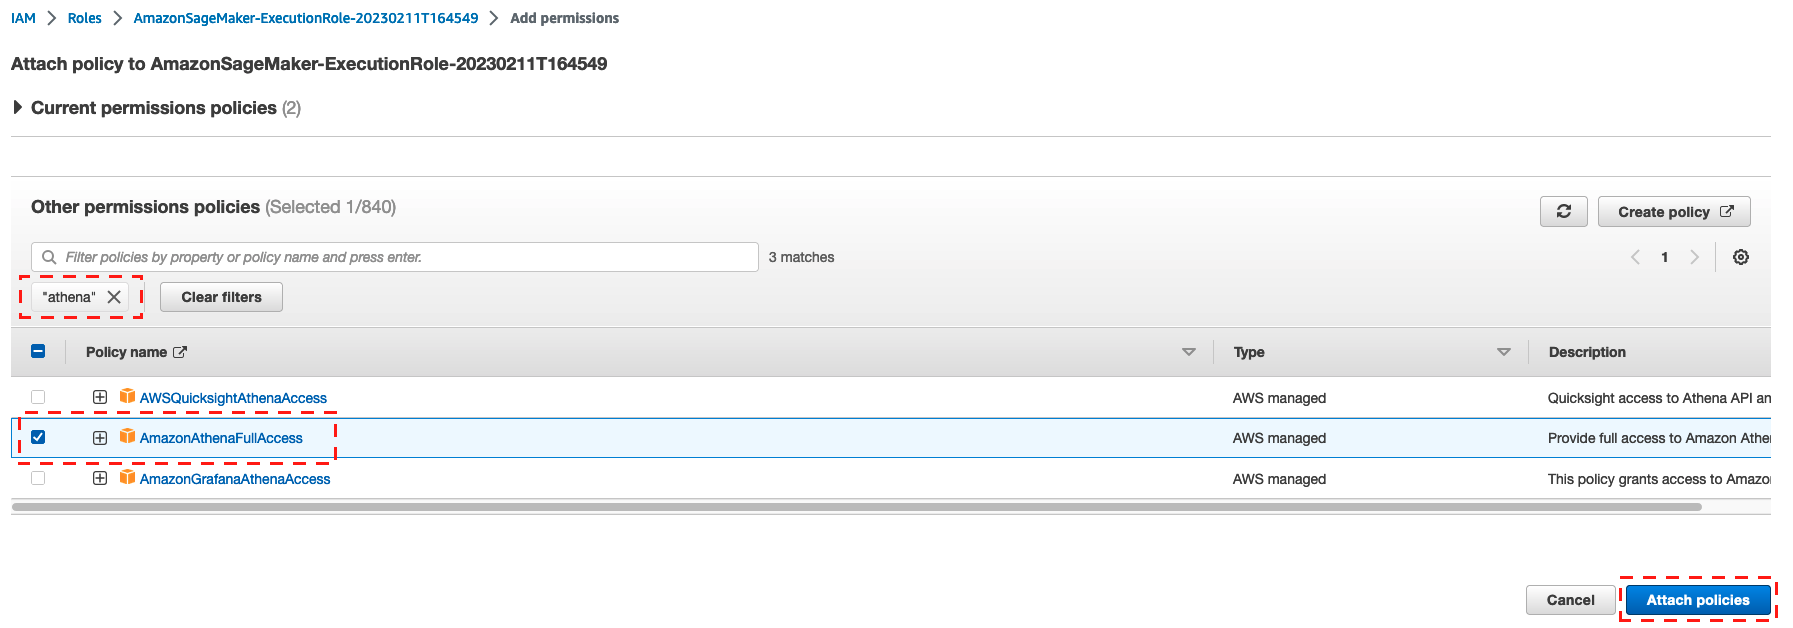 IAM > Roles > AmazonSageMaker-ExecutionRole-20230211T164549 > Add permissions
Attach policy to AmazonSageMaker-ExecutionRole-20230211T164549
Current permissions policies (2)
Other permissions policies (Selected 1/840)
Create policy
Filter policies by property or policy name and press enter.
3 matches
1
"athena"
Clear filters
Policy name Type Description
AWSQuicksightAthenaAccess AWS managed Quicksight access to Athena API an
AmazonAthenaFullAccess AWS managed Provide full access to Amazon Athe
AmazonGrafanaAthenaAccess AWS managed This policy grants access to Amazo
Cancel Attach policies